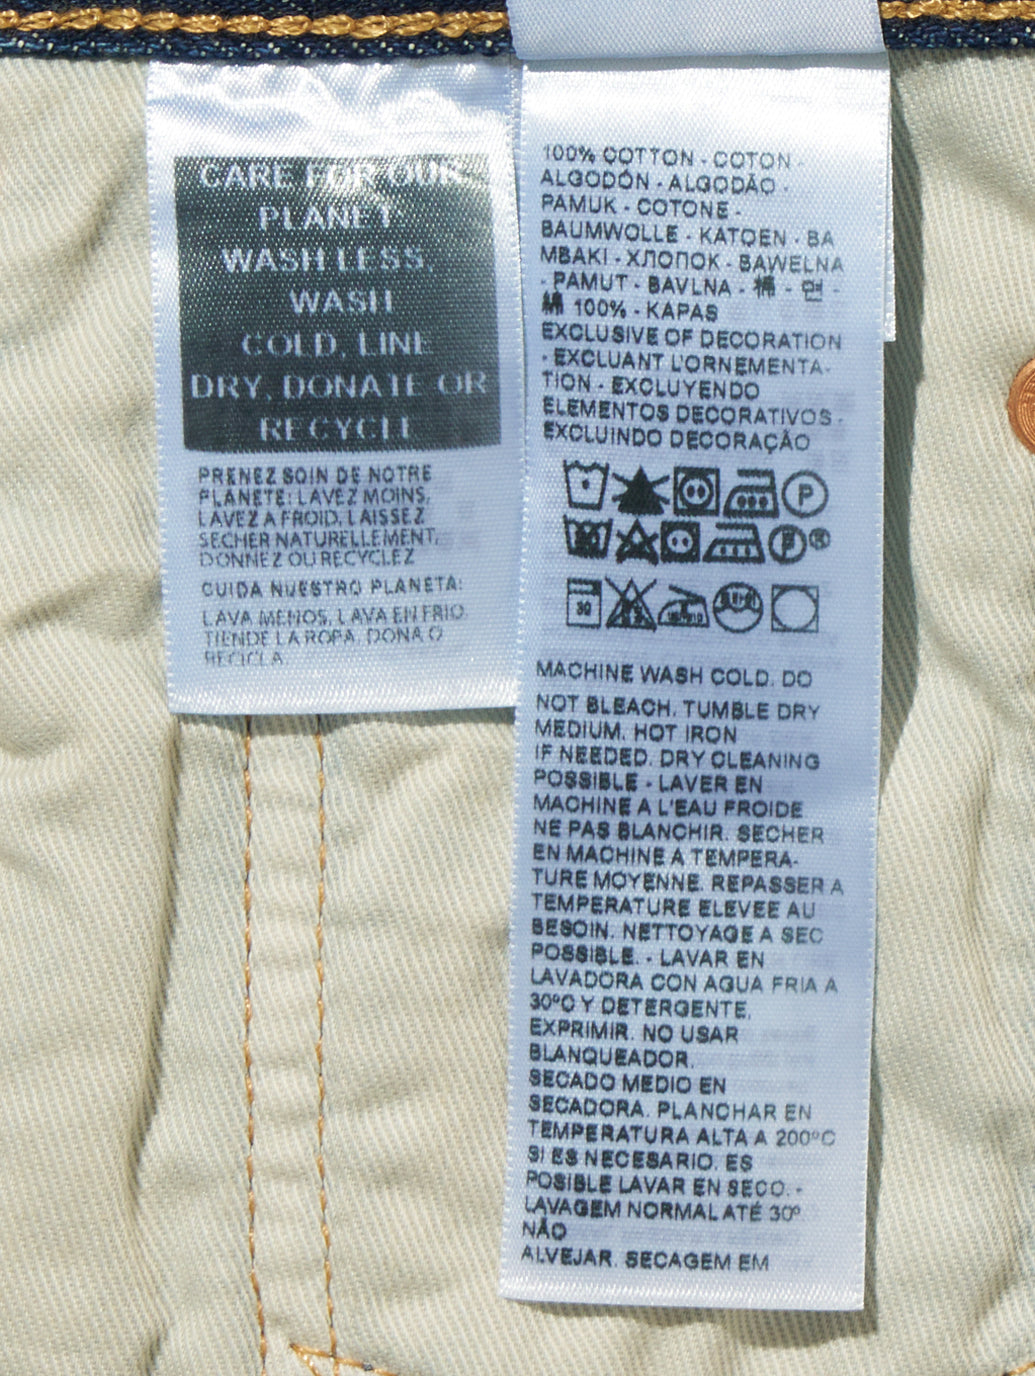 CARE FOR OUR
PLANET:
WASH LESS,
WASH
COLD, LINE
DRY, DONATE OR
RECYCLE
PRENEZ SOIN DE NOTRE
PLANETE: LAVEZ MOINS,
LAVEZ A FROID, LAISSEZ
SECHER NATURELLEMENT,
DONNEZ OU RECYCLEZ
CUIDA NUESTRO PLANETA:
LAVA MENOS, LAVA EN FRIO,
TIENDE LA ROPA, DONA O
RECICLA
100% COTTON - COTON -
ALGODÓN - ALGODÃO -
PAMUK - COTONE -
BAUMWOLLE - KATOEN - BA
MBAKI - ХЛОПОК - BAWEŁNA
- PAMUT - BAVLNA - 棉 - 면 -
綿 100% - KAPAS
EXCLUSIVE OF DECORATION
- EXCLUANT L'ORNEMENTA-
TION - EXCLUYENDO
ELEMENTOS DECORATIVOS -
EXCLUINDO DECORAÇÃO
P
30 P ®
30
MACHINE WASH COLD. DO
NOT BLEACH. TUMBLE DRY
MEDIUM. HOT IRON
IF NEEDED. DRY CLEANING
POSSIBLE - LAVER EN
MACHINE A L'EAU FROIDE
NE PAS BLANCHIR. SECHER
EN MACHINE A TEMPERA-
TURE MOYENNE. REPASSER A
TEMPERATURE ELEVEE AU
BESOIN. NETTOYAGE A SEC
POSSIBLE. - LAVAR EN
LAVADORA CON AGUA FRIA A
30ºC Y DETERGENTE,
EXPRIMIR. NO USAR
BLANQUEADOR.
SECADO MEDIO EN
SECADORA. PLANCHAR EN
TEMPERATURA ALTA A 200ºC
SI ES NECESARIO. ES
POSIBLE LAVAR EN SECO. -
LAVAGEM NORMAL ATÉ 30º
NÃO
ALVEJAR. SECAGEM EM